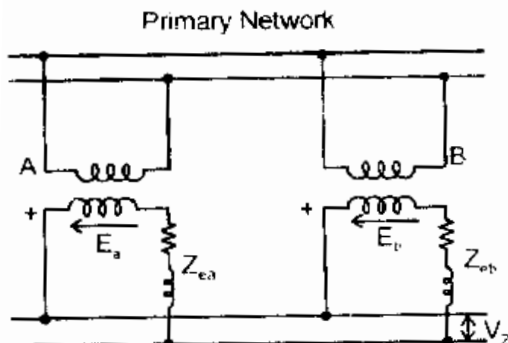 Primary Network
A
B
+
+
E_a
E_b
Z_ea
Z_eb
V_2